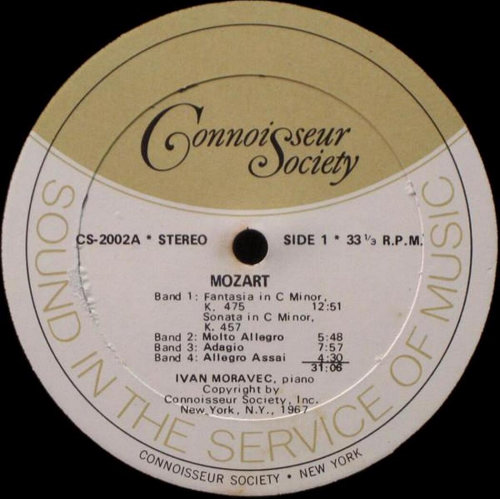 Connoisseur
Society
CS-2002A * STEREO
SIDE 1 * 33 1/3 R.P.M.
MOZART
Band 1: Fantasia in C Minor,
K. 475 12:51
Sonata in C Minor,
K. 457
Band 2: Molto Allegro 5:48
Band 3: Adagio 7:57
Band 4: Allegro Assai 4:30
31:06
IVAN MORAVEC, piano
Copyright by
Connoisseur Society, Inc.
New York, N.Y., 1967
SOUND IN THE SERVICE OF MUSIC
CONNOISSEUR SOCIETY • NEW YORK